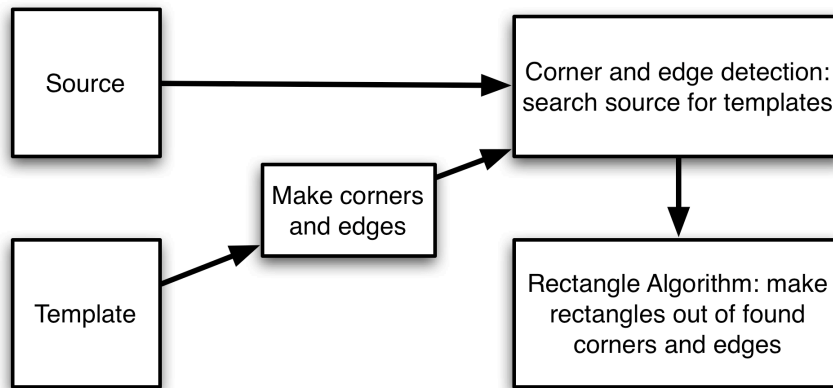 Source
Corner and edge detection:
search source for templates
Make corners
and edges
Template
Rectangle Algorithm: make
rectangles out of found
corners and edges